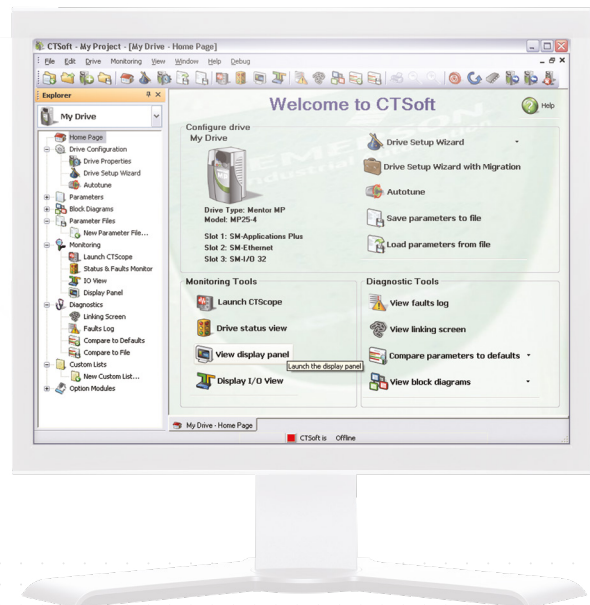 CTSoft - My Project - [My Drive - Home Page]
File Edit Drive Monitoring View Window Help Debug
Explorer
My Drive
Home Page
Drive Configuration
Drive Properties
Drive Setup Wizard
Autotune
Parameters
Block Diagrams
Parameter Files
New Parameter File...
Monitoring
Launch CTScope
Status & Faults Monitor
IO View
Display Panel
Diagnostics
Linking Screen
Faults Log
Compare to Defaults
Compare to File
Custom Lists
New Custom List...
Option Modules
Welcome to CTSoft
Help
Configure drive
My Drive
Drive Type: Mentor MP
Model: MP25-4
Slot 1: SM-Applications Plus
Slot 2: SM-Ethernet
Slot 3: SM-I/O 32
Drive Setup Wizard
Drive Setup Wizard with Migration
Autotune
Save parameters to file
Load parameters from file
Monitoring Tools
Launch CTScope
Drive status view
View display panel
Launch the display panel
Display I/O View
Diagnostic Tools
View faults log
View linking screen
Compare parameters to defaults
View block diagrams
My Drive - Home Page
CTSoft is Offline